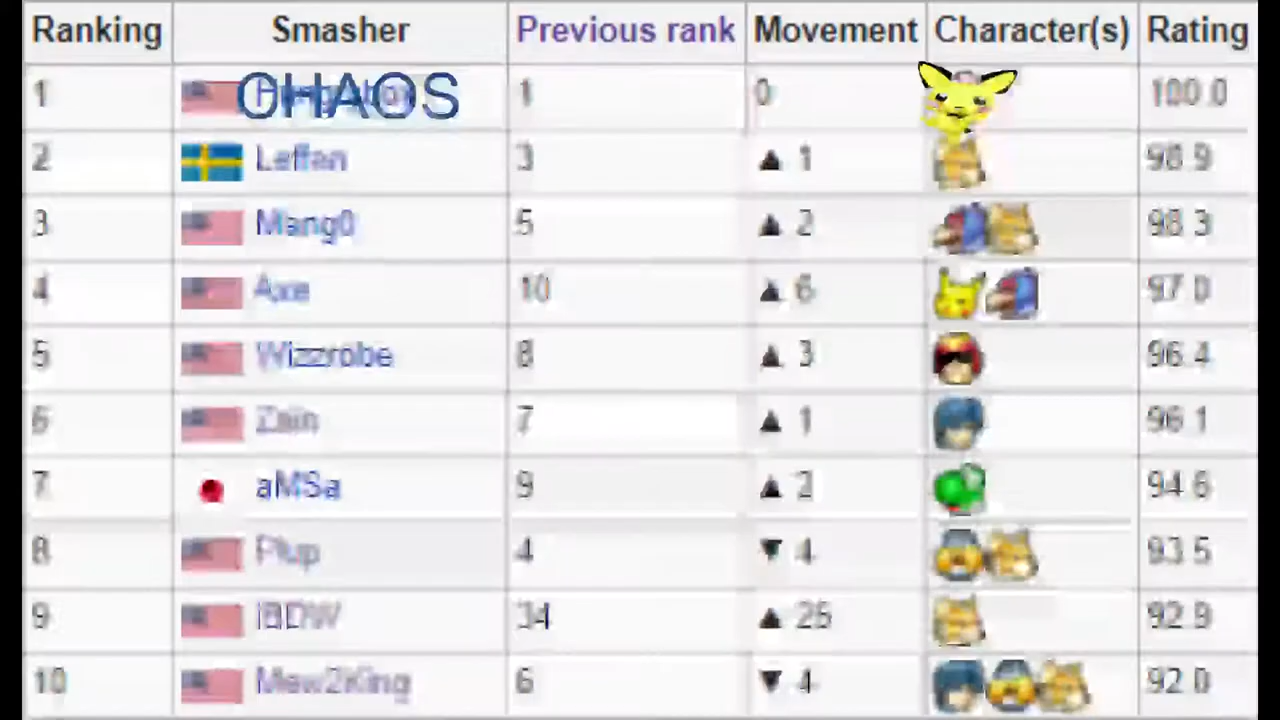 Ranking Smasher Previous rank Movement Character(s) Rating
1 CHAOS 1 0 100.0
2 Leffen 3 ▲ 1 98.9
3 Mang0 5 ▲ 2 98.3
4 Axe 10 ▲ 6 97.0
5 Wizzrobe 8 ▲ 3 96.4
6 Zain 7 ▲ 1 96.1
7 aMSa 9 ▲ 2 94.6
8 Plup 4 ▼ 4 93.5
9 iBDW 34 ▲ 25 92.9
10 Mew2King 6 ▼ 4 92.0